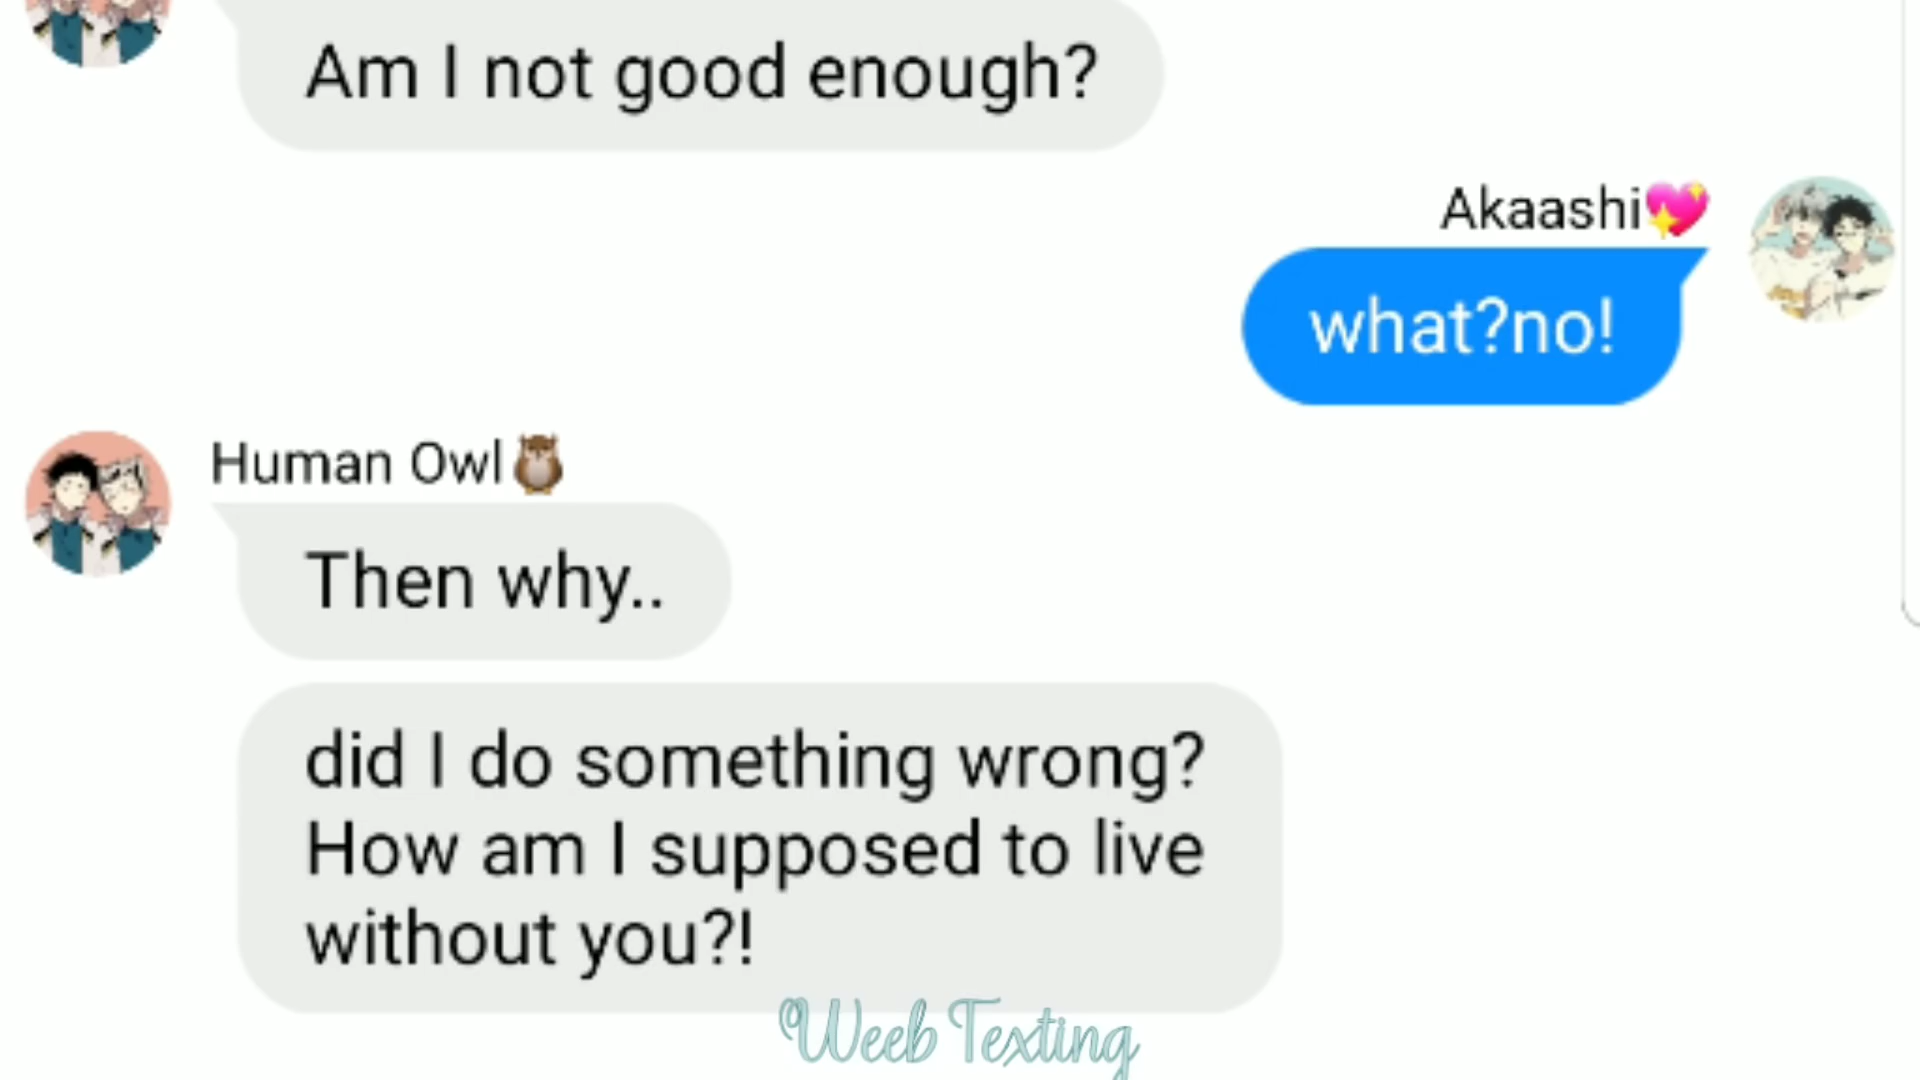 Am I not good enough?
Akaashi💖
what?no!
Human Owl🦉
Then why..
did I do something wrong?
How am I supposed to live
without you?!
Weeb Texting